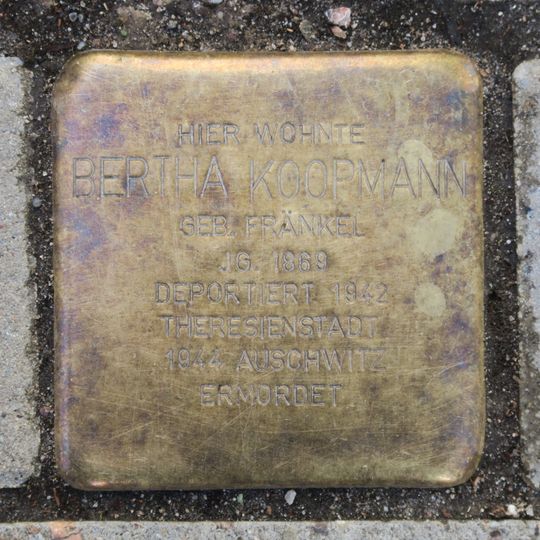 HIER WOHNTE
BERTHA KOOPMANN
GEB. FRÄNKEL
JG. 1869
DEPORTIERT 1942
THERESIENSTADT
1944 AUSCHWITZ
ERMORDET